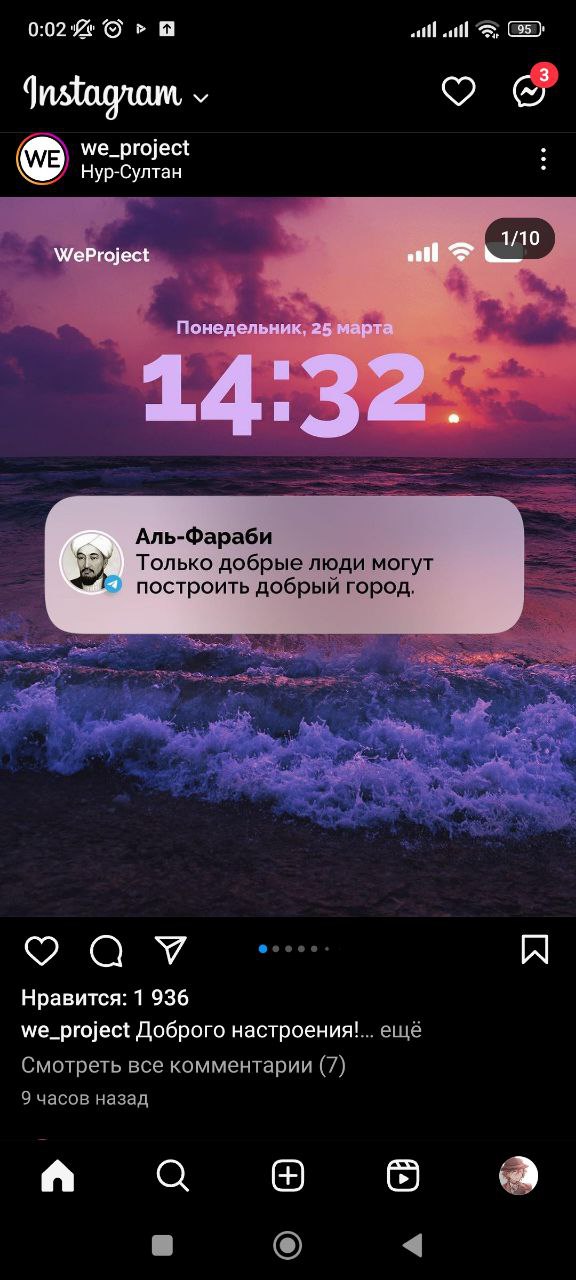 0:02
95
Instagram
3
WE
we_project
Нур-Султан
1/10
WeProject
Понедельник, 25 марта
14:32
Аль-Фараби
Только добрые люди могут
построить добрый город.
Нравится: 1 936
we_project Доброго настроения!... ещё
Смотреть все комментарии (7)
9 часов назад